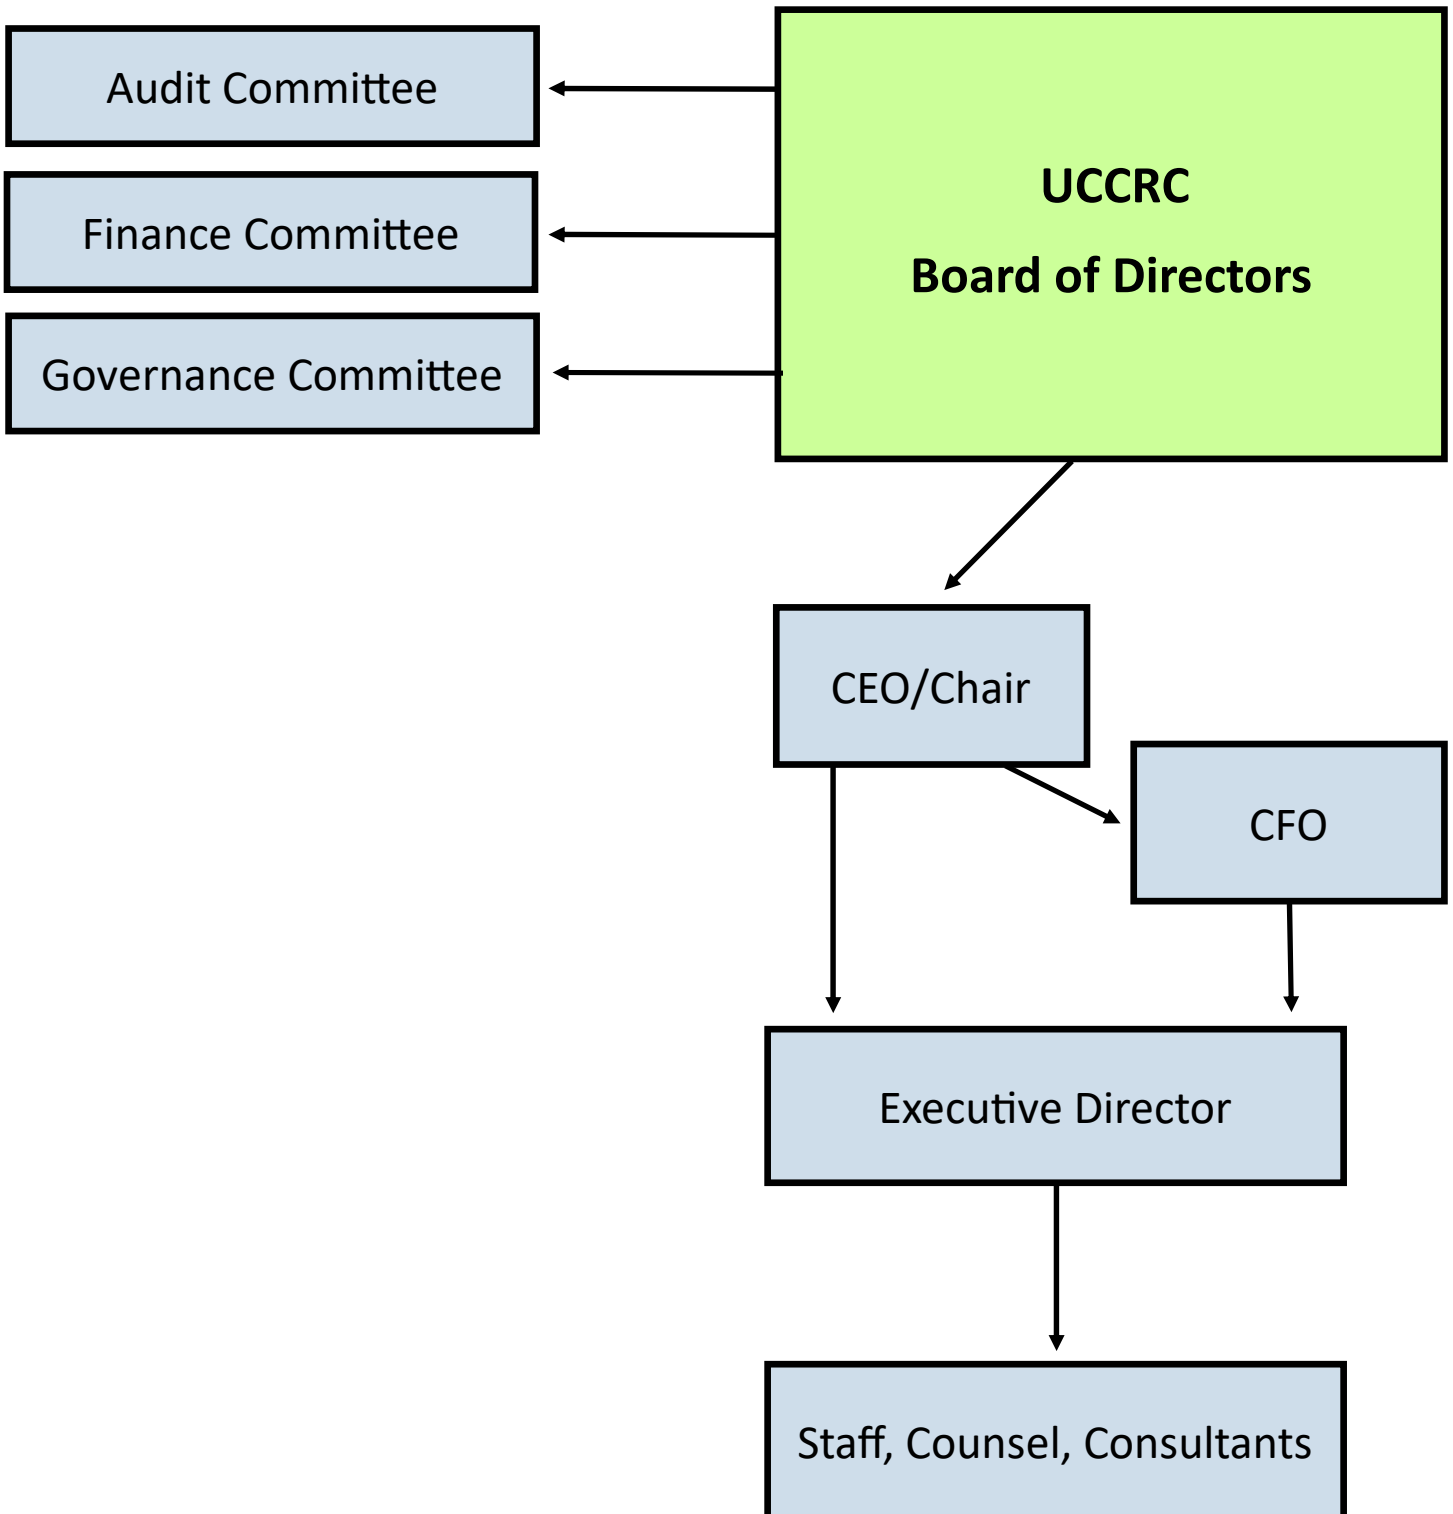 Audit Committee
Finance Committee
Governance Committee
UCCRC
Board of Directors
CEO/Chair
CFO
Executive Director
Staff, Counsel, Consultants